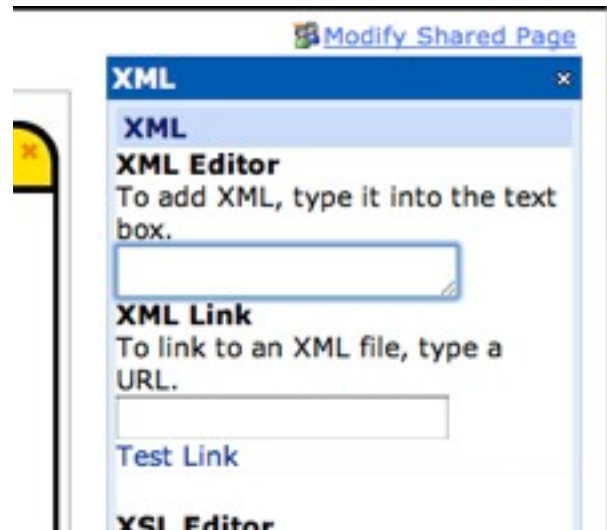 Modify Shared Page
XML
XML
XML Editor
To add XML, type it into the text
box.
XML Link
To link to an XML file, type a
URL.
Test Link
XSL Editor